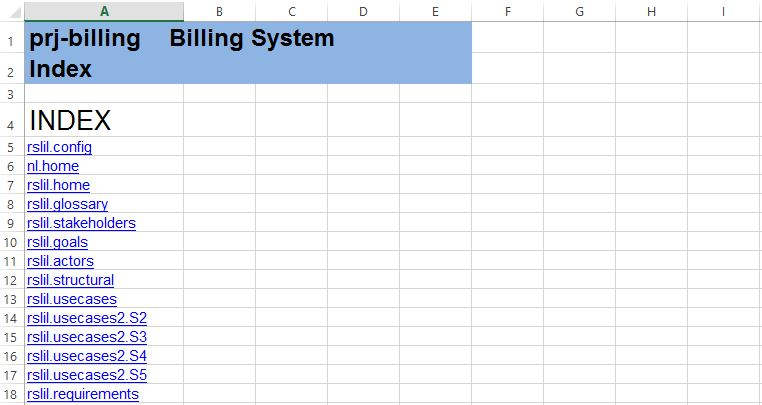 A B C D E F G H I
1 prj-billing Billing System
2 Index
3
4 INDEX
5 rslil.config
6 nl.home
7 rslil.home
8 rslil.glossary
9 rslil.stakeholders
10 rslil.goals
11 rslil.actors
12 rslil.structural
13 rslil.usecases
14 rslil.usecases2.S2
15 rslil.usecases2.S3
16 rslil.usecases2.S4
17 rslil.usecases2.S5
18 rslil.requirements